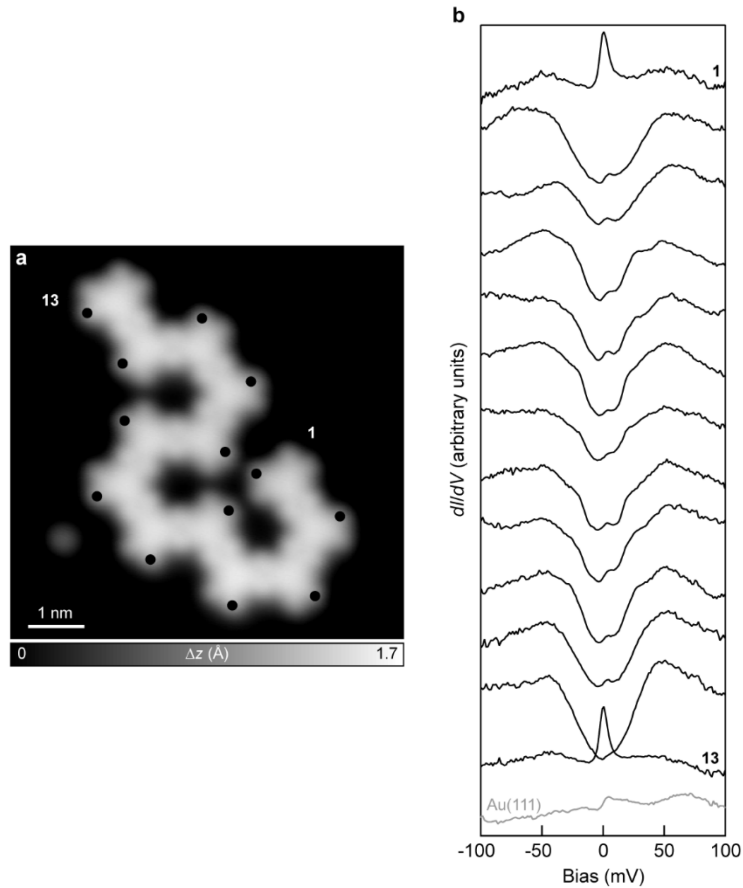 a
13
1
1 nm
0 Δz (Å) 1.7
b
dI/dV (arbitrary units)
1
13
Au(111)
-100 -50 0 50 100
Bias (mV)